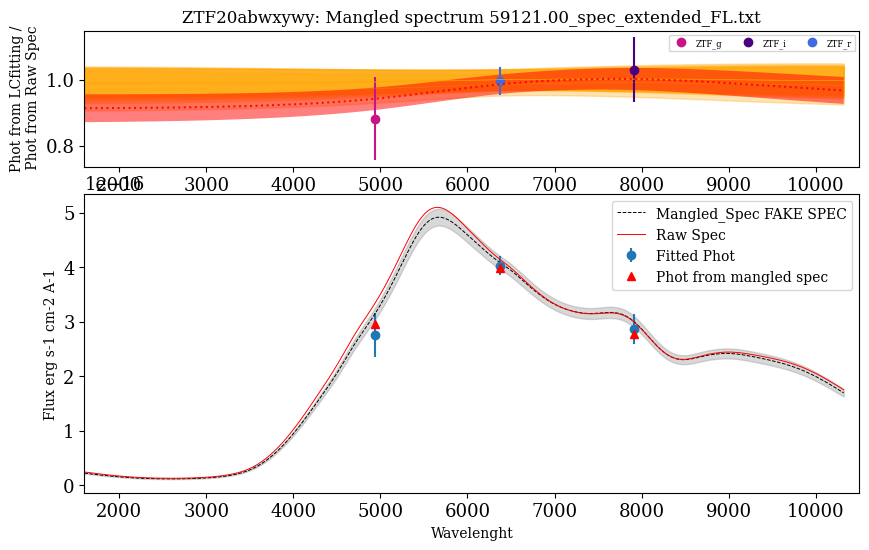 ZTF20abwxywy: Mangled spectrum 59121.00_spec_extended_FL.txt
Phot from LCfitting /
Phot from Raw Spec
1.0
0.8
ZTF_g
ZTF_i
ZTF_r
2000 3000 4000 5000 6000 7000 8000 9000 10000
1e−16
Flux erg s-1 cm-2 A-1
5
4
3
2
1
0
Mangled_Spec FAKE SPEC
Raw Spec
Fitted Phot
Phot from mangled spec
2000 3000 4000 5000 6000 7000 8000 9000 10000
Wavelenght